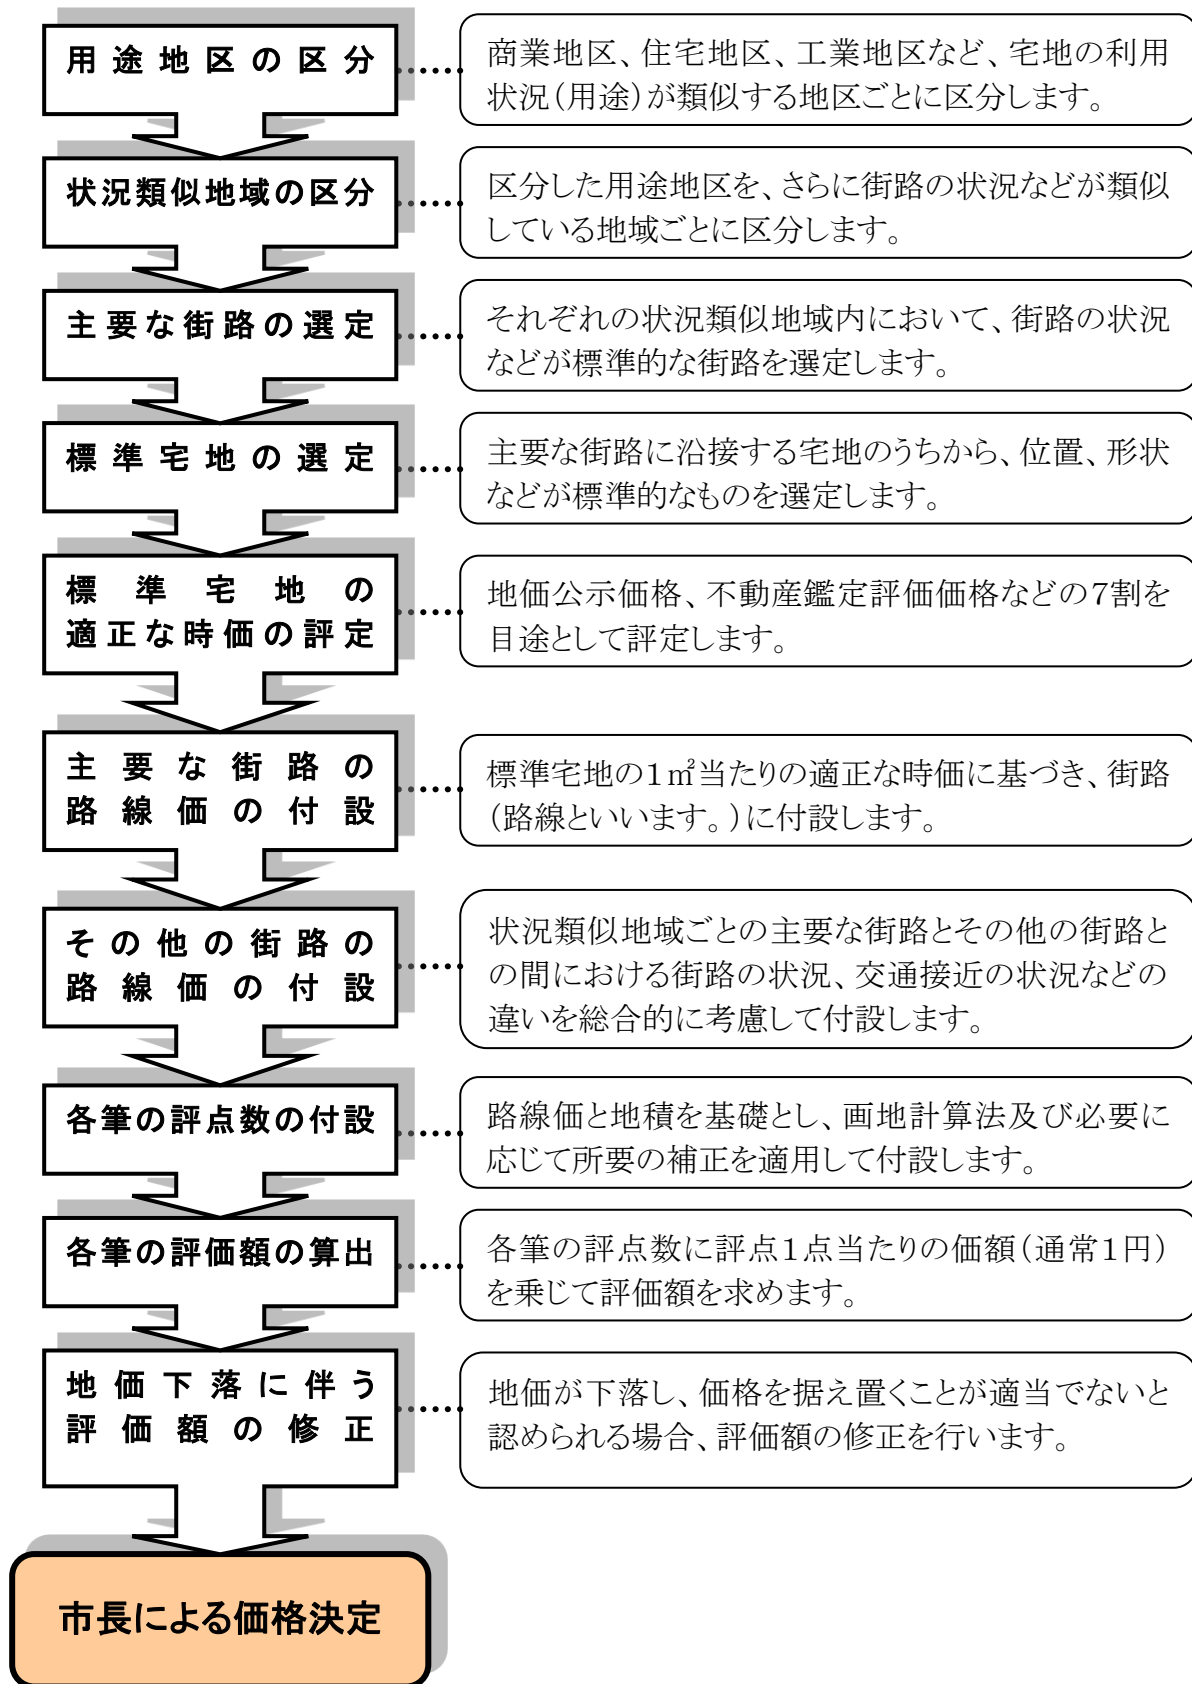 用途地区の区分
商業地区、住宅地区、工業地区など、宅地の利用
状況(用途)が類似する地区ごとに区分します。
状況類似地域の区分
区分した用途地区を、さらに街路の状況などが類似
している地域ごとに区分します。
主要な街路の選定
それぞれの状況類似地域内において、街路の状況
などが標準的な街路を選定します。
標準宅地の選定
主要な街路に沿接する宅地のうちから、位置、形状
などが標準的なものを選定します。
標準宅地の
適正な時価の評定
地価公示価格、不動産鑑定評価価格などの7割を
目途として評定します。
主要な街路の
路線価の付設
標準宅地の1㎡当たりの適正な時価に基づき、街路
(路線といいます。)に付設します。
その他の街路の
路線価の付設
状況類似地域ごとの主要な街路とその他の街路と
の間における街路の状況、交通接近の状況などの
違いを総合的に考慮して付設します。
各筆の評点数の付設
路線価と地積を基礎とし、画地計算法及び必要に
応じて所要の補正を適用して付設します。
各筆の評価額の算出
各筆の評点数に評点1点当たりの価額(通常1円)
を乗じて評価額を求めます。
地価下落に伴う
評価額の修正
地価が下落し、価格を据え置くことが適当でないと
認められる場合、評価額の修正を行います。
市長による価格決定